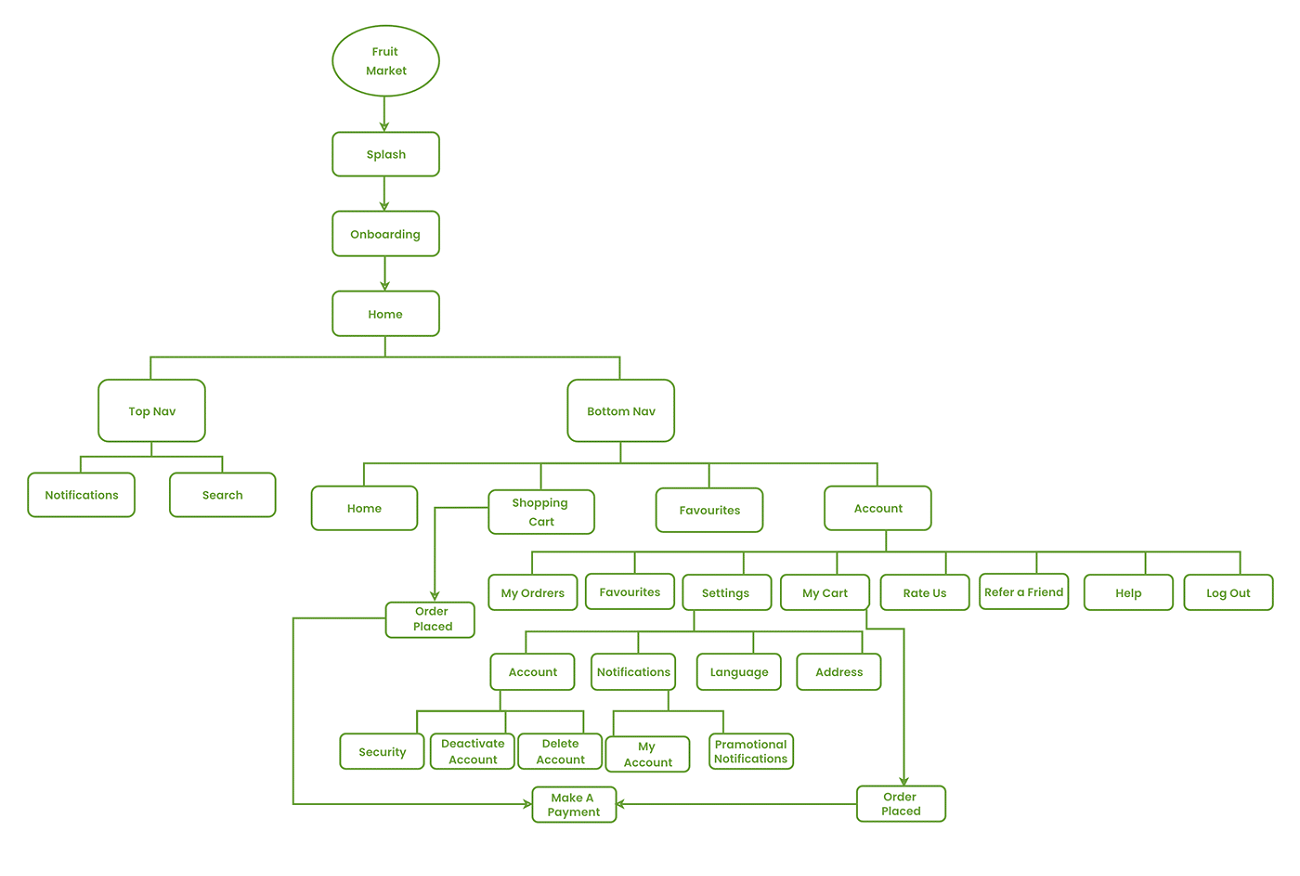 Fruit
Market
Splash
Onboarding
Home
Top Nav
Bottom Nav
Notifications
Search
Home
Shopping
Cart
Favourites
Account
My Ordrers
Favourites
Settings
My Cart
Rate Us
Refer a Friend
Help
Log Out
Order
Placed
Account
Notifications
Language
Address
Security
Deactivate
Account
Delete
Account
My
Account
Pramotional
Notifications
Make A
Payment
Order
Placed